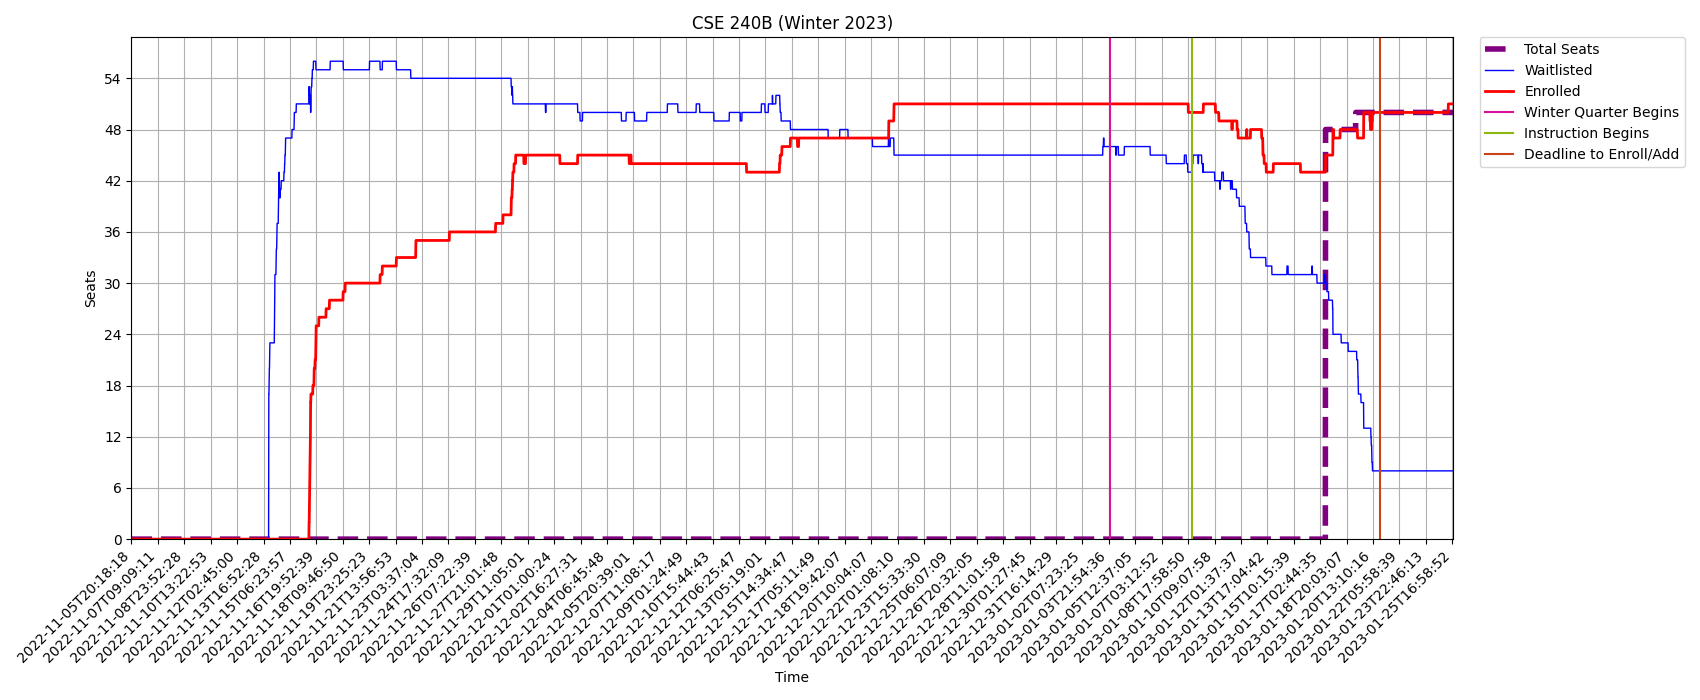 CSE 240B (Winter 2023)
Total Seats
Waitlisted
Enrolled
Winter Quarter Begins
Instruction Begins
Deadline to Enroll/Add
Seats
54
48
42
36
30
24
18
12
6
0
2022-11-05T20:18:18
2022-11-07T09:09:11
2022-11-08T23:52:28
2022-11-10T13:22:53
2022-11-12T02:45:00
2022-11-13T16:52:28
2022-11-15T06:23:57
2022-11-16T19:52:39
2022-11-18T09:46:50
2022-11-19T23:25:23
2022-11-21T13:56:53
2022-11-23T03:37:04
2022-11-24T17:32:09
2022-11-26T07:22:39
2022-11-27T21:01:48
2022-11-29T11:05:01
2022-12-01T01:00:24
2022-12-02T16:27:31
2022-12-04T06:45:48
2022-12-05T20:39:01
2022-12-07T11:08:17
2022-12-09T01:24:49
2022-12-10T15:44:43
2022-12-12T06:25:47
2022-12-13T05:19:01
2022-12-15T14:34:47
2022-12-17T05:11:49
2022-12-18T19:42:07
2022-12-20T10:04:07
2022-12-22T01:08:10
2022-12-23T15:33:30
2022-12-25T06:07:09
2022-12-26T20:32:05
2022-12-28T11:01:58
2022-12-30T01:27:45
2022-12-31T16:14:29
2023-01-02T07:23:25
2023-01-03T21:54:36
2023-01-05T12:37:05
2023-01-07T03:12:52
2023-01-08T17:58:50
2023-01-10T09:07:58
2023-01-12T01:37:37
2023-01-13T17:04:42
2023-01-15T10:15:39
2023-01-17T02:44:35
2023-01-18T20:03:07
2023-01-20T13:10:16
2023-01-22T05:58:39
2023-01-23T22:46:13
2023-01-25T16:58:52
Time